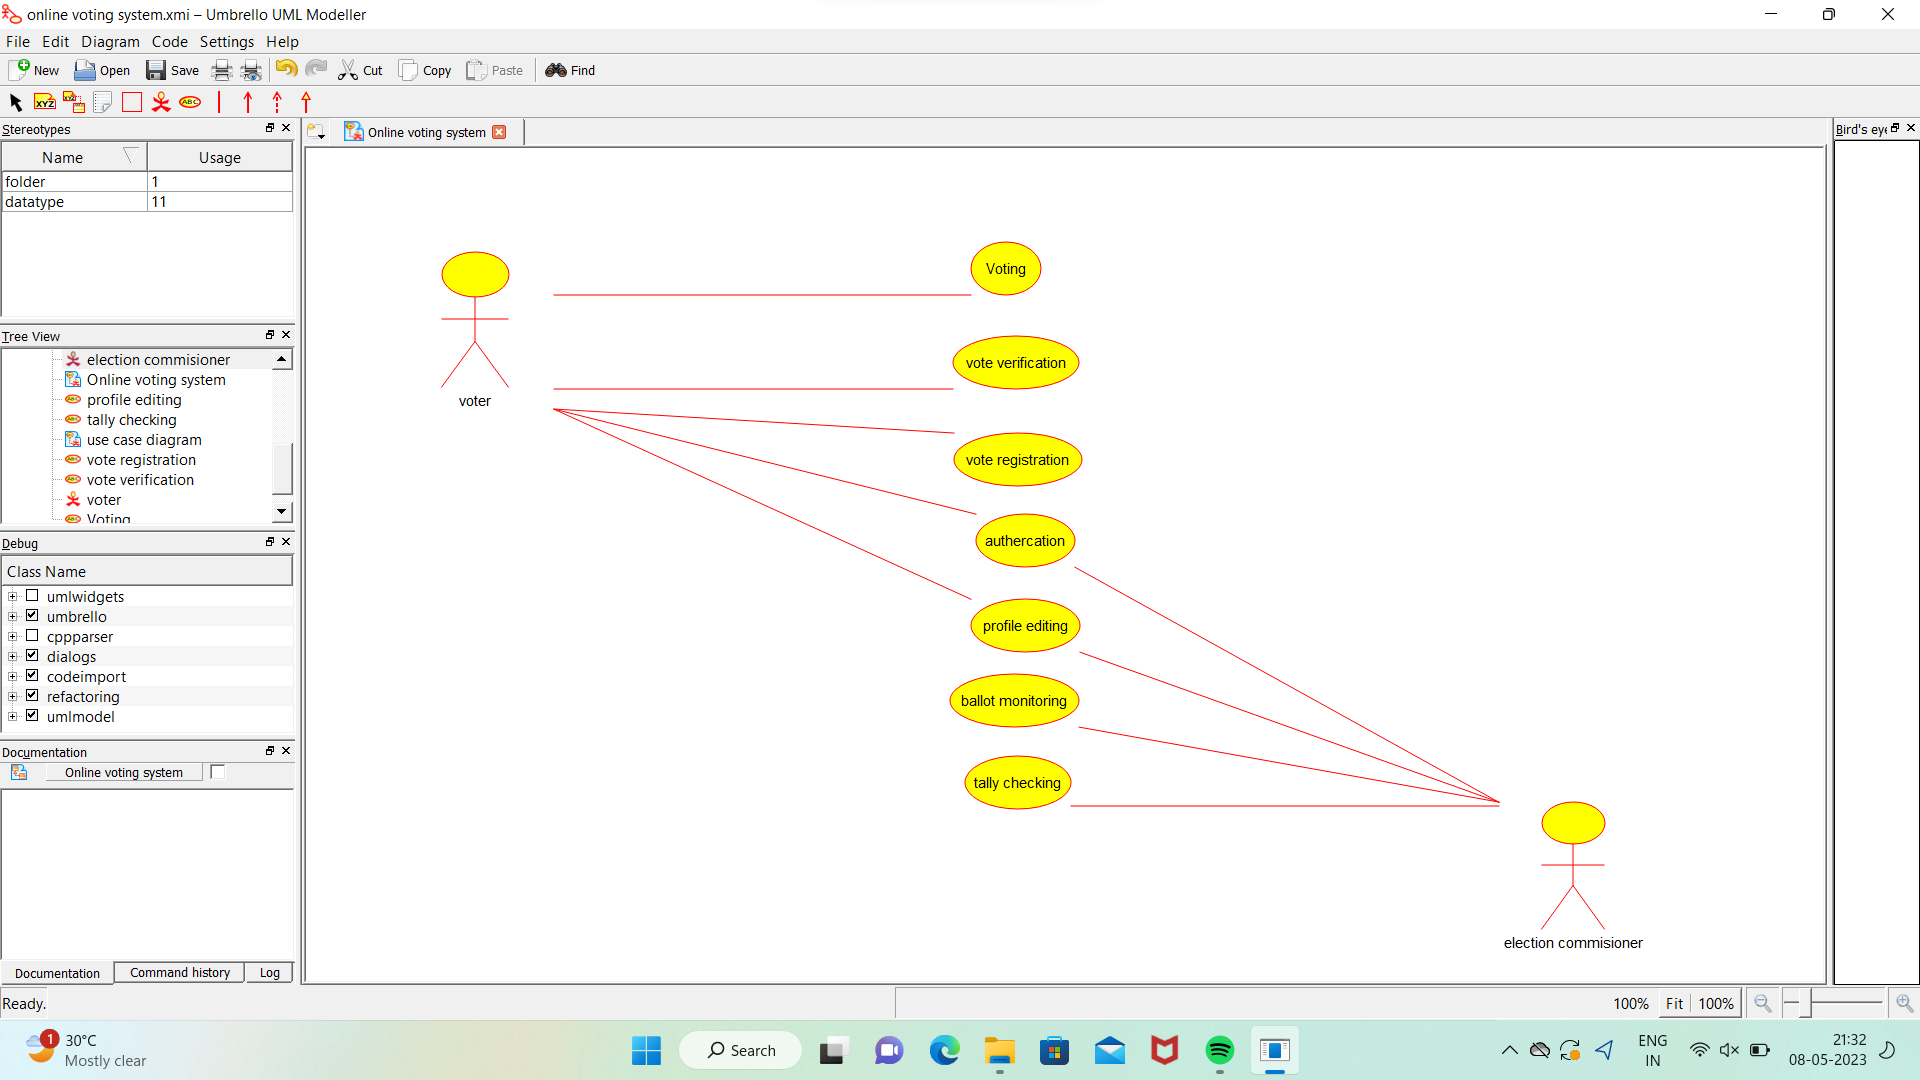 online voting system.xmi – Umbrello UML Modeller
File Edit Diagram Code Settings Help
New Open Save Cut Copy Paste Find
XYZ XYZ ABC
Stereotypes
Name Usage
folder 1
datatype 11
Tree View
election commisioner
Online voting system
profile editing
tally checking
use case diagram
vote registration
vote verification
voter
Voting
Debug
Class Name
umlwidgets
umbrello
cppparser
dialogs
codeimport
refactoring
umlmodel
Documentation
Online voting system
Documentation Command history Log
Online voting system
Voting
vote verification
voter
vote registration
authercation
profile editing
ballot monitoring
tally checking
election commisioner
Bird's eye
Ready.
100% Fit 100%
1
30°C
Mostly clear
Search
ENG
IN
21:32
08-05-2023